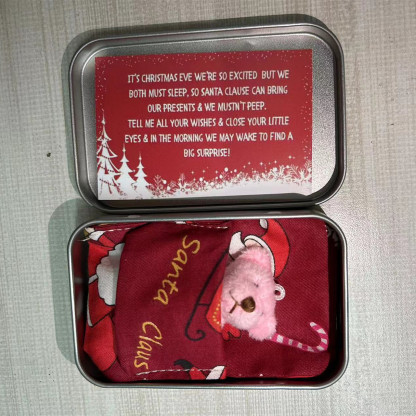 IT'S CHRISTMAS EVE WE'RE SO EXCITED BUT WE
BOTH MUST SLEEP, SO SANTA CLAUSE CAN BRING
OUR PRESENTS & WE MUSTN'T PEEP.
TELL ME ALL YOUR WISHES & CLOSE YOUR LITTLE
EYES & IN THE MORNING WE MAY WAKE TO FIND A
BIG SURPRISE!
Santa
Claus